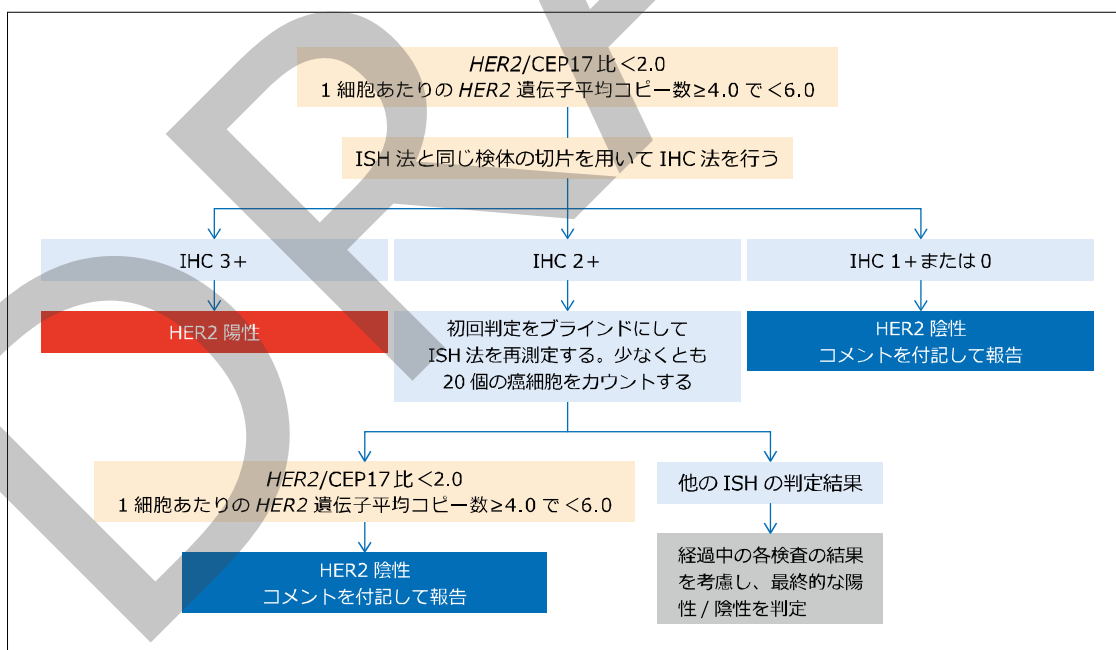 HER2/CEP17比<2.0
1細胞あたりのHER2遺伝子平均コピー数≥4.0で<6.0
ISH法と同じ検体の切片を用いてIHC法を行う
IHC 3+
IHC 2+
IHC 1+または0
HER2陽性
初回判定をブラインドにして
ISH法を再測定する。少なくとも
20個の癌細胞をカウントする
HER2陰性
コメントを付記して報告
HER2/CEP17比<2.0
1細胞あたりのHER2遺伝子平均コピー数≥4.0で<6.0
他のISHの判定結果
HER2陰性
コメントを付記して報告
経過中の各検査の結果
を考慮し、最終的な陽
性/陰性を判定